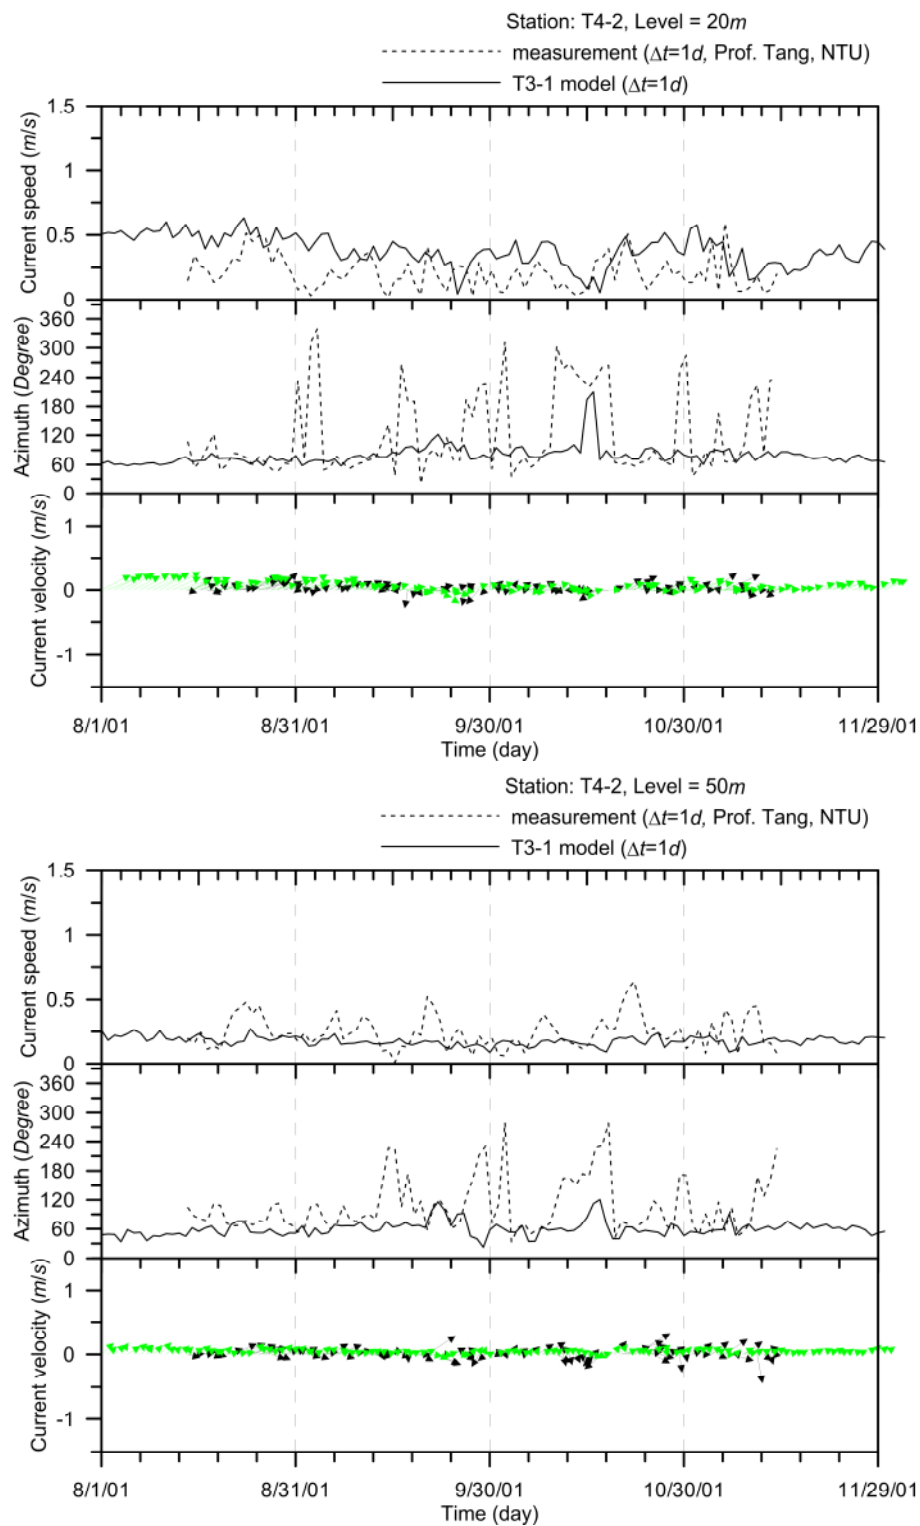 Station: T4-2, Level = 20m
measurement (Δt=1d, Prof. Tang, NTU)
T3-1 model (Δt=1d)
Current speed (m/s)
1.5
1
0.5
0
Azimuth (Degree)
360
300
240
180
120
60
0
Current velocity (m/s)
1
0
-1
8/1/01 8/31/01 9/30/01 10/30/01 11/29/01
Time (day)
Station: T4-2, Level = 50m
measurement (Δt=1d, Prof. Tang, NTU)
T3-1 model (Δt=1d)
Current speed (m/s)
1.5
1
0.5
0
Azimuth (Degree)
360
300
240
180
120
60
0
Current velocity (m/s)
1
0
-1
8/1/01 8/31/01 9/30/01 10/30/01 11/29/01
Time (day)